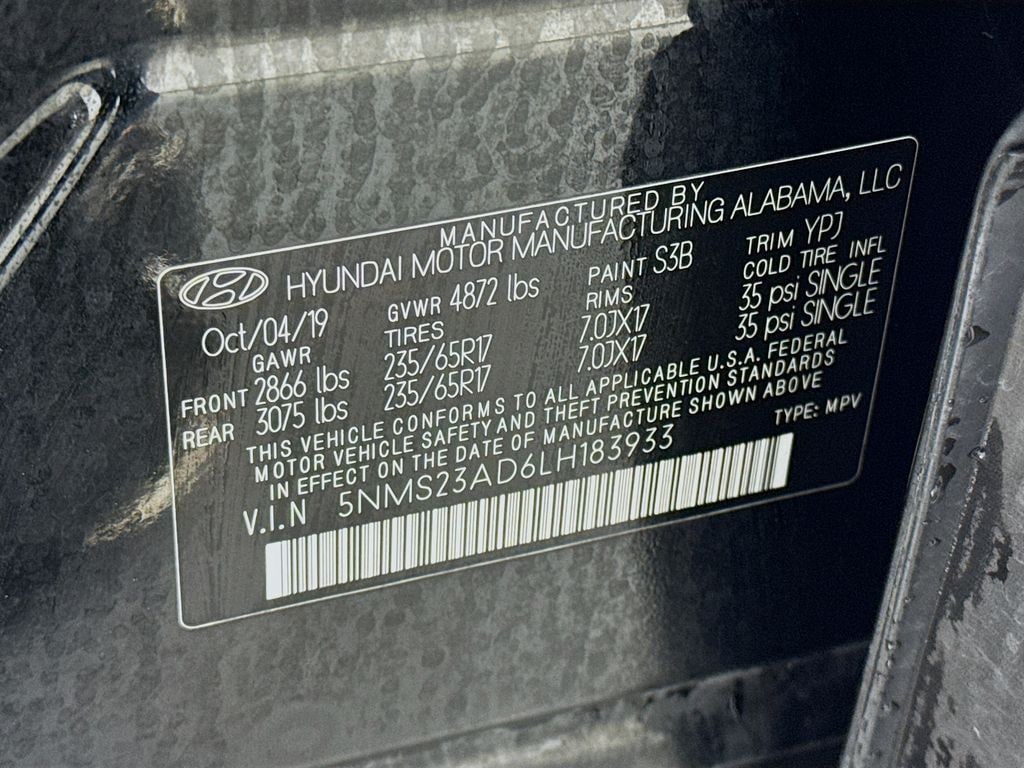 MANUFACTURED BY
HYUNDAI MOTOR MANUFACTURING ALABAMA, LLC
Oct/04/19 GVWR 4872 lbs PAINT S3B TRIM YPJ
GAWR TIRES RIMS COLD TIRE INFL
FRONT 2866 lbs 235/65R17 7.0JX17 35 psi SINGLE
REAR 3075 lbs 235/65R17 7.0JX17 35 psi SINGLE
THIS VEHICLE CONFORMS TO ALL APPLICABLE U.S.A. FEDERAL
MOTOR VEHICLE SAFETY AND THEFT PREVENTION STANDARDS
IN EFFECT ON THE DATE OF MANUFACTURE SHOWN ABOVE
V.I.N 5NMS23AD6LH183933 TYPE: MPV